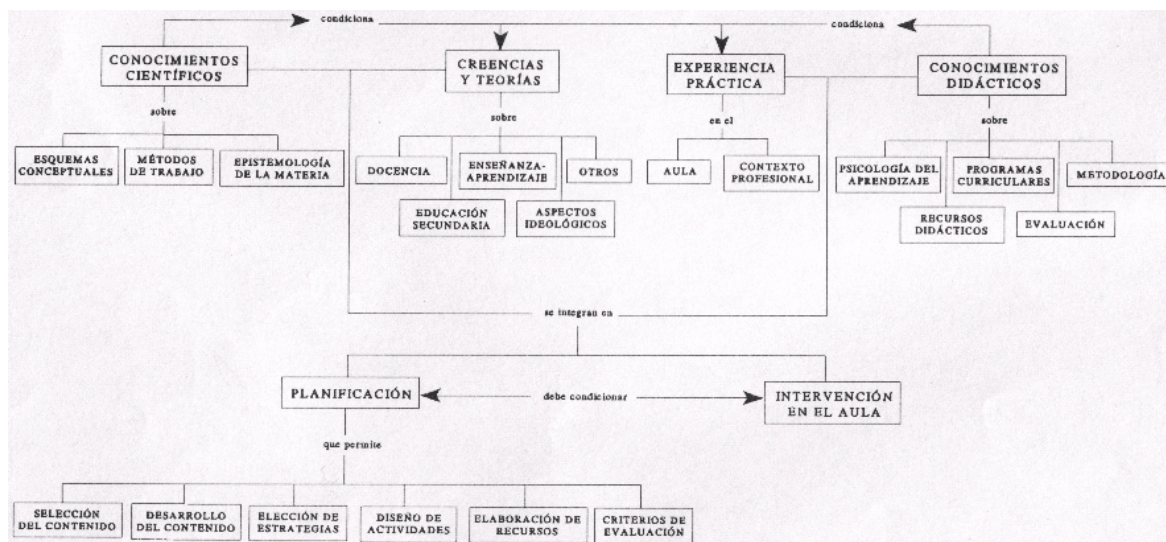 condiciona
condiciona
CONOCIMIENTOS
CIENTÍFICOS
CREENCIAS
Y TEORÍAS
EXPERIENCIA
PRÁCTICA
CONOCIMIENTOS
DIDÁCTICOS
sobre
sobre
en el
sobre
ESQUEMAS
CONCEPTUALES
MÉTODOS
DE TRABAJO
EPISTEMOLOGÍA
DE LA MATERIA
DOCENCIA
ENSEÑANZA-
APRENDIZAJE
OTROS
EDUCACIÓN
SECUNDARIA
ASPECTOS
IDEOLÓGICOS
AULA
CONTEXTO
PROFESIONAL
PSICOLOGÍA DEL
APRENDIZAJE
PROGRAMAS
CURRICULARES
METODOLOGÍA
RECURSOS
DIDÁCTICOS
EVALUACIÓN
se integran en
PLANIFICACIÓN
debe condicionar
INTERVENCIÓN
EN EL AULA
que permite
SELECCIÓN
DEL CONTENIDO
DESARROLLO
DEL CONTENIDO
ELECCIÓN DE
ESTRATEGIAS
DISEÑO DE
ACTIVIDADES
ELABORACIÓN DE
RECURSOS
CRITERIOS DE
EVALUACIÓN